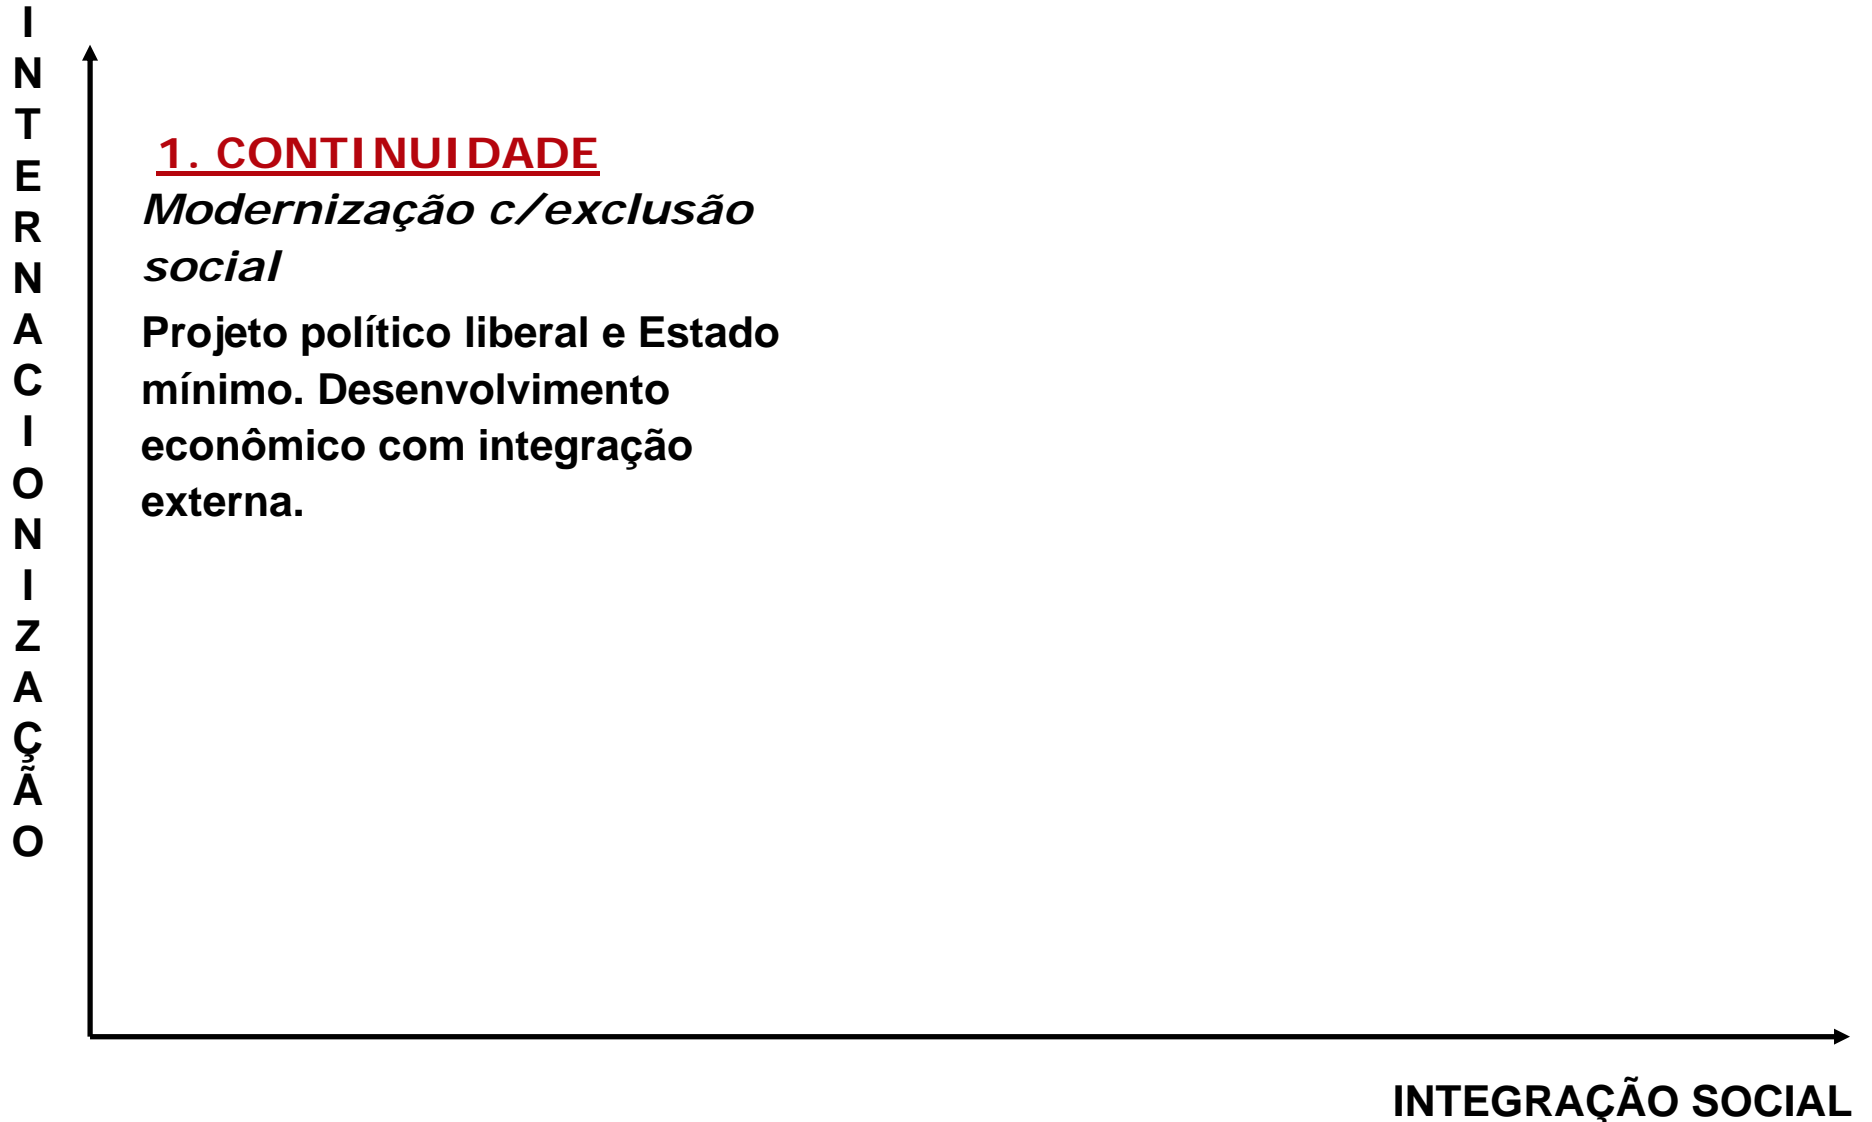 INTERNACIONIZAÇÃO
1. CONTINUIDADE
Modernização c/exclusão
social
Projeto político liberal e Estado
mínimo. Desenvolvimento
econômico com integração
externa.
INTEGRAÇÃO SOCIAL